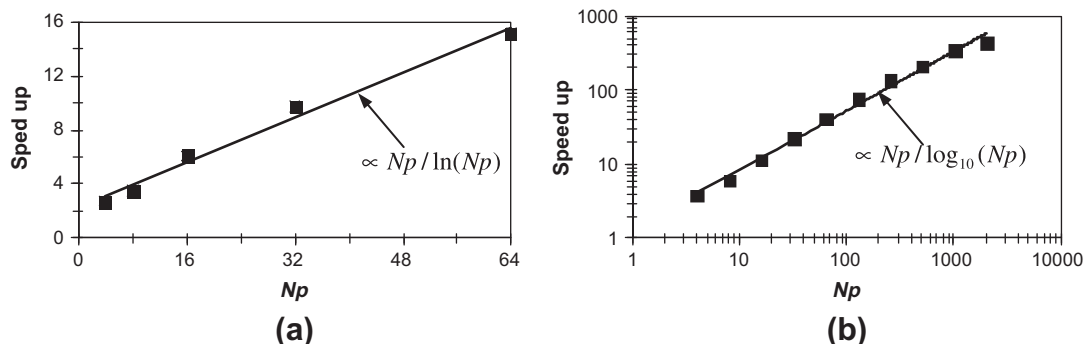 16
12
8
4
0
Sped up
∝ Np / ln(Np)
0 16 32 48 64
Np
(a)
1000
100
10
1
Speed up
∝ Np / log₁₀(Np)
1 10 100 1000 10000
Np
(b)